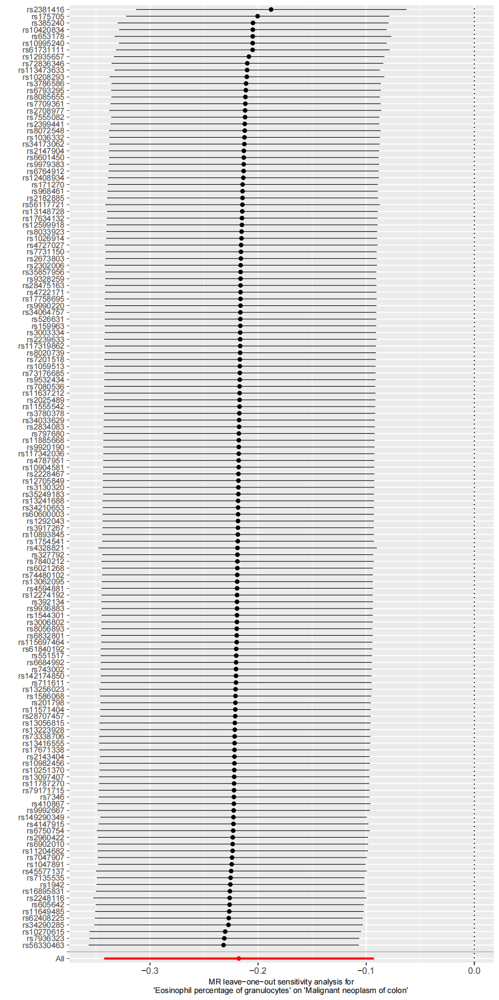 rs2381416
rs175705
rs385240
rs10420834
rs653178
rs10995240
rs61731111
rs12935657
rs72836346
rs113473633
rs10208293
rs3786586
rs6793295
rs8085655
rs7709361
rs2708977
rs7555082
rs2399441
rs8072548
rs1036332
rs34173062
rs2147904
rs6601450
rs9979383
rs6764912
rs12408934
rs171270
rs968461
rs2182885
rs56117721
rs13148728
rs17634132
rs12599918
rs8033923
rs1026914
rs4727027
rs7731150
rs2673803
rs2302006
rs35857956
rs9328259
rs28475163
rs4722171
rs17758695
rs9990220
rs34064757
rs526631
rs159963
rs3003334
rs2239633
rs117319862
rs8020739
rs7201518
rs1059513
rs73176685
rs9532434
rs7080536
rs11637212
rs2025489
rs11555542
rs3780378
rs34033629
rs2834083
rs797680
rs11885668
rs9920190
rs117342036
rs4787951
rs10904581
rs2228467
rs12705849
rs3130320
rs35249183
rs13241688
rs34210653
rs60600003
rs1292043
rs3917267
rs10893845
rs1754541
rs4328821
rs327792
rs7840212
rs6021268
rs74480102
rs13062095
rs4594881
rs12274192
rs392134
rs9936883
rs1544301
rs3006802
rs8056893
rs6832801
rs115697464
rs61840192
rs551517
rs6684992
rs743002
rs142174850
rs711611
rs13256023
rs1586068
rs201798
rs11571404
rs28707457
rs13056815
rs13223928
rs73338706
rs13416555
rs17671338
rs2143404
rs10982456
rs10251370
rs13097407
rs11787270
rs79171715
rs7346
rs410867
rs9992667
rs149290349
rs4147915
rs6750754
rs2960422
rs6902010
rs11204682
rs7047907
rs1047891
rs45577137
rs7135535
rs1942
rs16895831
rs2248116
rs605642
rs11649485
rs62408225
rs34290285
rs10270615
rs7936323
rs56330463
All
−0.3 −0.2 −0.1 0.0
MR leave−one−out sensitivity analysis for
'Eosinophil percentage of granulocytes' on 'Malignant neoplasm of colon'